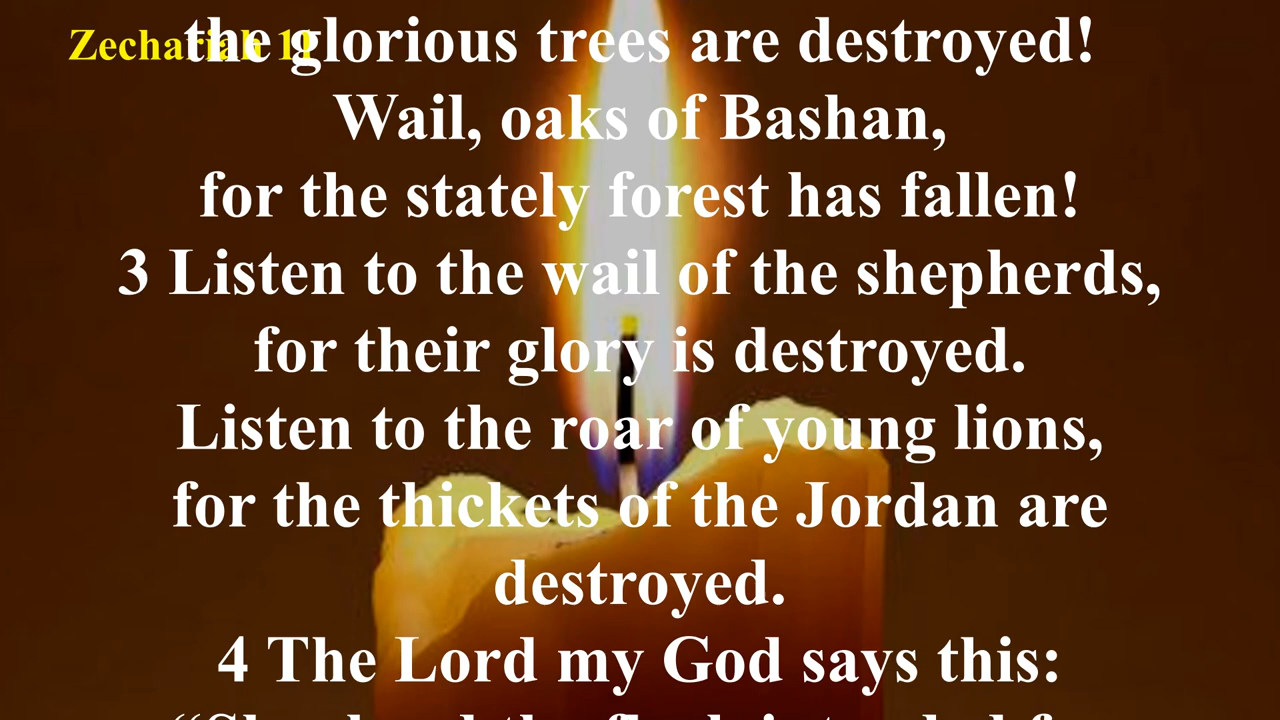 Zechariah 11
the glorious trees are destroyed!
Wail, oaks of Bashan,
for the stately forest has fallen!
3 Listen to the wail of the shepherds,
for their glory is destroyed.
Listen to the roar of young lions,
for the thickets of the Jordan are
destroyed.
4 The Lord my God says this: